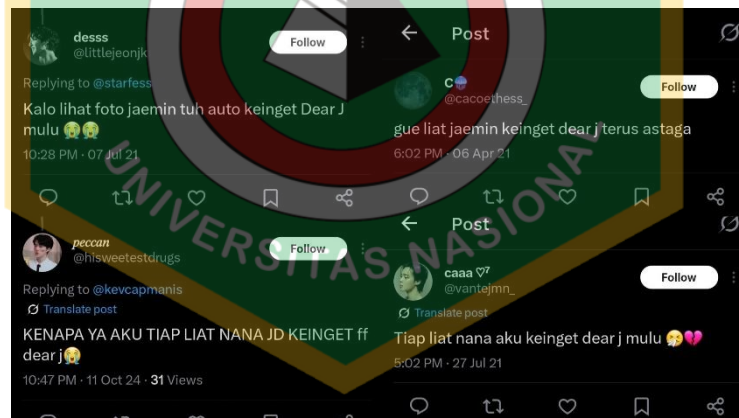 desss
@littlejeonjk
Follow
Replying to @starfess
Kalo lihat foto jaemin tuh auto keinget Dear J
mulu 😭😭
10:28 PM · 07 Jul 21
Post
C
@cacoethess_
Follow
gue liat jaemin keinget dear j terus astaga
6:02 PM · 06 Apr 21
peccan
@hisweetestdrugs
Follow
Replying to @kevcapmanis
Translate post
KENAPA YA AKU TIAP LIAT NANA JD KEINGET ff
dear j😭
10:47 PM · 11 Oct 24 · 31 Views
Post
caaa ♡⁷
@vantejmn_
Follow
Translate post
Tiap liat nana aku keinget dear j mulu 🤧💔
5:02 PM · 27 Jul 21
UNIVERSITAS NASIONAL